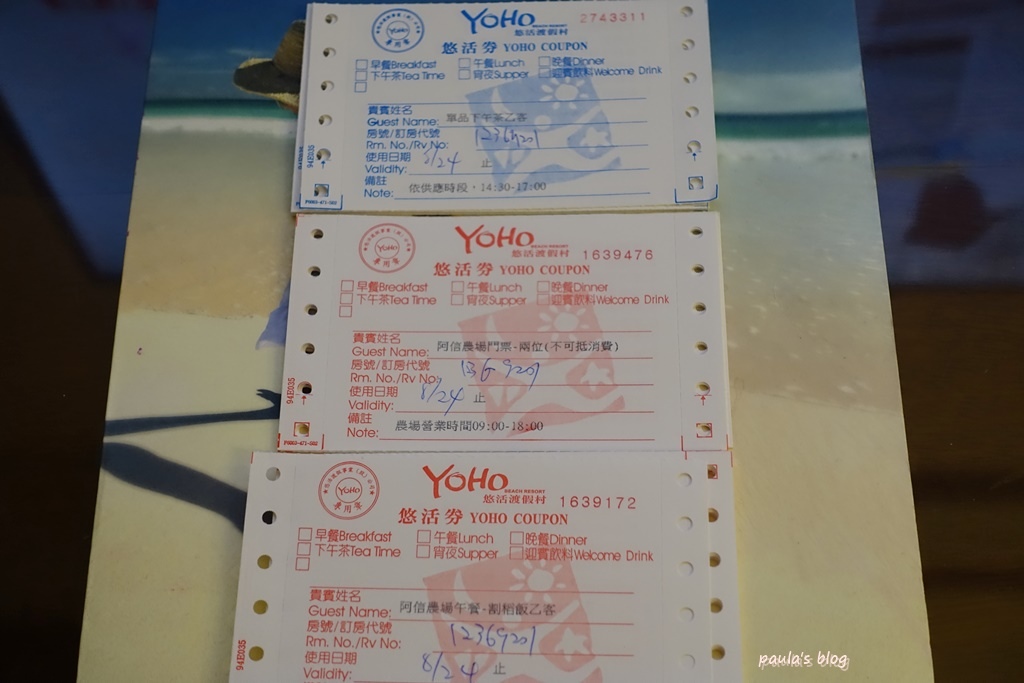 YOHO BEACH RESORT 2743311
悠活渡假村
悠活券 YOHO COUPON
早餐Breakfast 午餐Lunch 晚餐Dinner
下午茶Tea Time 宵夜Supper 迎賓飲料Welcome Drink
貴賓姓名
Guest Name: 單品下午茶乙客
房號/訂房代號
Rm. No./Rv No: 12369201
使用日期
Validity: 8/24 止
備註
Note: 依供應時段，14:30-17:00
94E035
P0003-471-502
YOHO BEACH RESORT
悠活渡假村 1639476
悠活券 YOHO COUPON
早餐Breakfast 午餐Lunch 晚餐Dinner
下午茶Tea Time 宵夜Supper 迎賓飲料Welcome Drink
貴賓姓名
Guest Name: 阿信農場門票-兩位(不可抵消費)
房號/訂房代號
Rm. No./Rv No:
使用日期
Validity: 8/24 止
備註
Note: 農場營業時間09:00-18:00
94E035
P0003-471-502
YOHO BEACH RESORT
悠活渡假村 1639172
悠活券 YOHO COUPON
早餐Breakfast 午餐Lunch 晚餐Dinner
下午茶Tea Time 宵夜Supper 迎賓飲料Welcome Drink
貴賓姓名
Guest Name: 阿信農場午餐-割稻飯乙客
房號/訂房代號
Rm. No./Rv No: 12369201
使用日期
Validity: 8/24 止
94E035
paula's blog